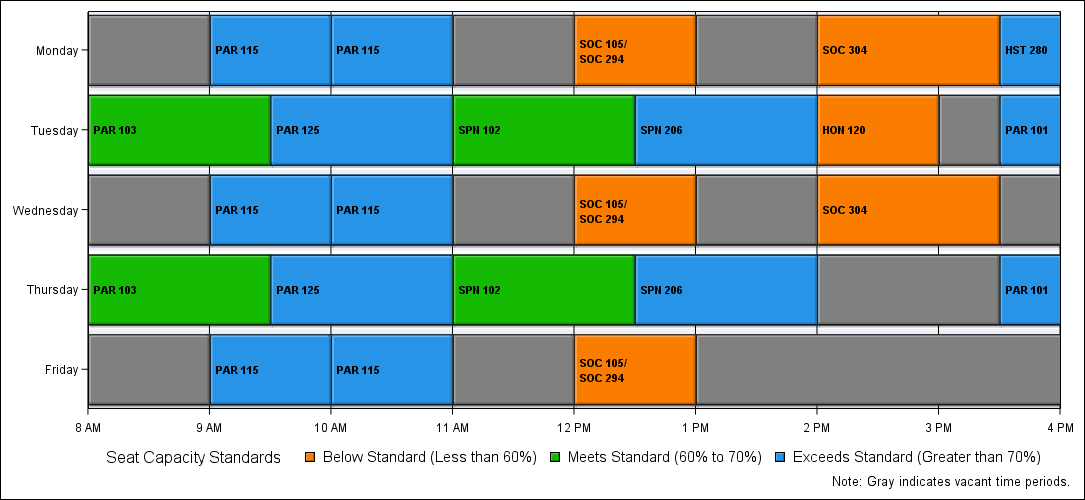 Monday
PAR 115
PAR 115
SOC 105/
SOC 294
SOC 304
HST 280
Tuesday
PAR 103
PAR 125
SPN 102
SPN 206
HON 120
PAR 101
Wednesday
PAR 115
PAR 115
SOC 105/
SOC 294
SOC 304
Thursday
PAR 103
PAR 125
SPN 102
SPN 206
PAR 101
Friday
PAR 115
PAR 115
SOC 105/
SOC 294
8 AM 9 AM 10 AM 11 AM 12 PM 1 PM 2 PM 3 PM 4 PM
Seat Capacity Standards Below Standard (Less than 60%) Meets Standard (60% to 70%) Exceeds Standard (Greater than 70%)
Note: Gray indicates vacant time periods.